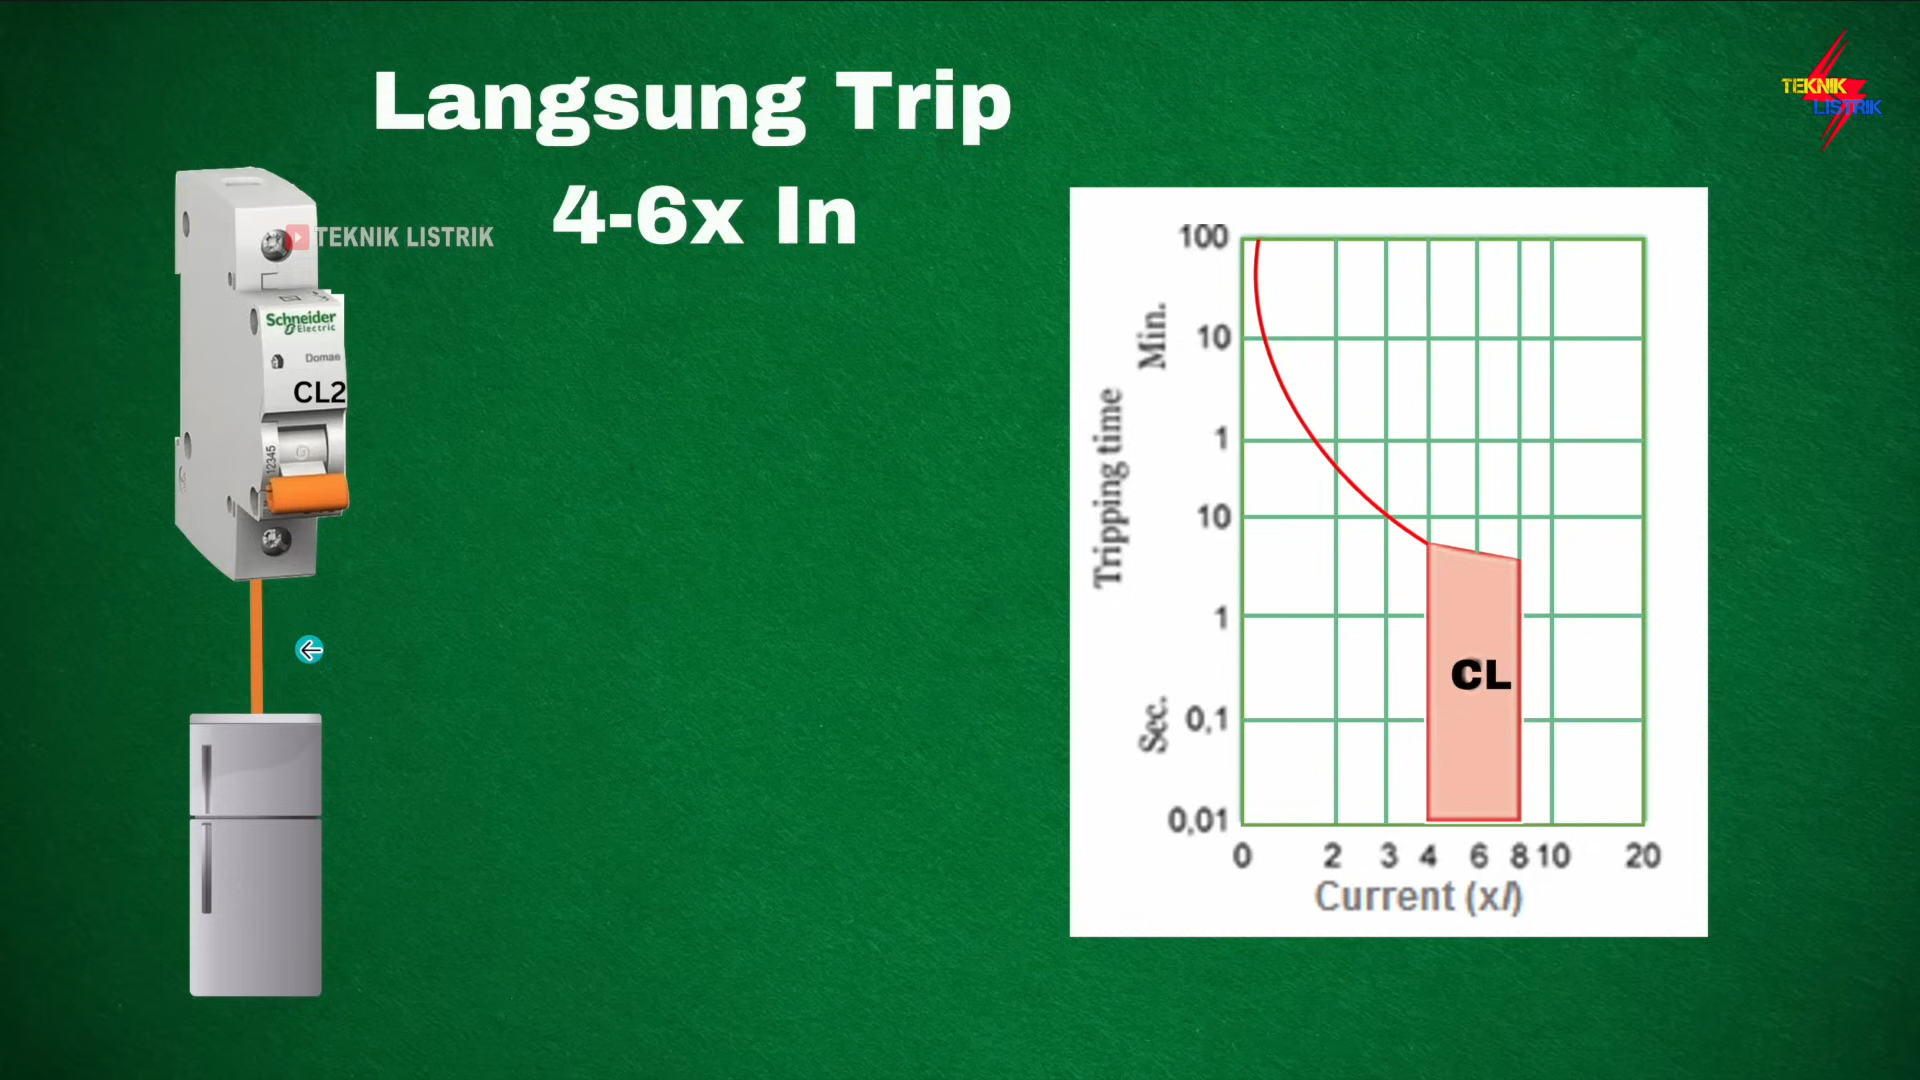 Langsung Trip
4-6x In
TEKNIK
LISTRIK
TEKNIK LISTRIK
Schneider
Electric
Domae
CL2
12345
100
10
1
10
1
0,1
0,01
Min.
Tripping time
Sec.
CL
0 2 3 4 6 8 10 20
Current (xI)